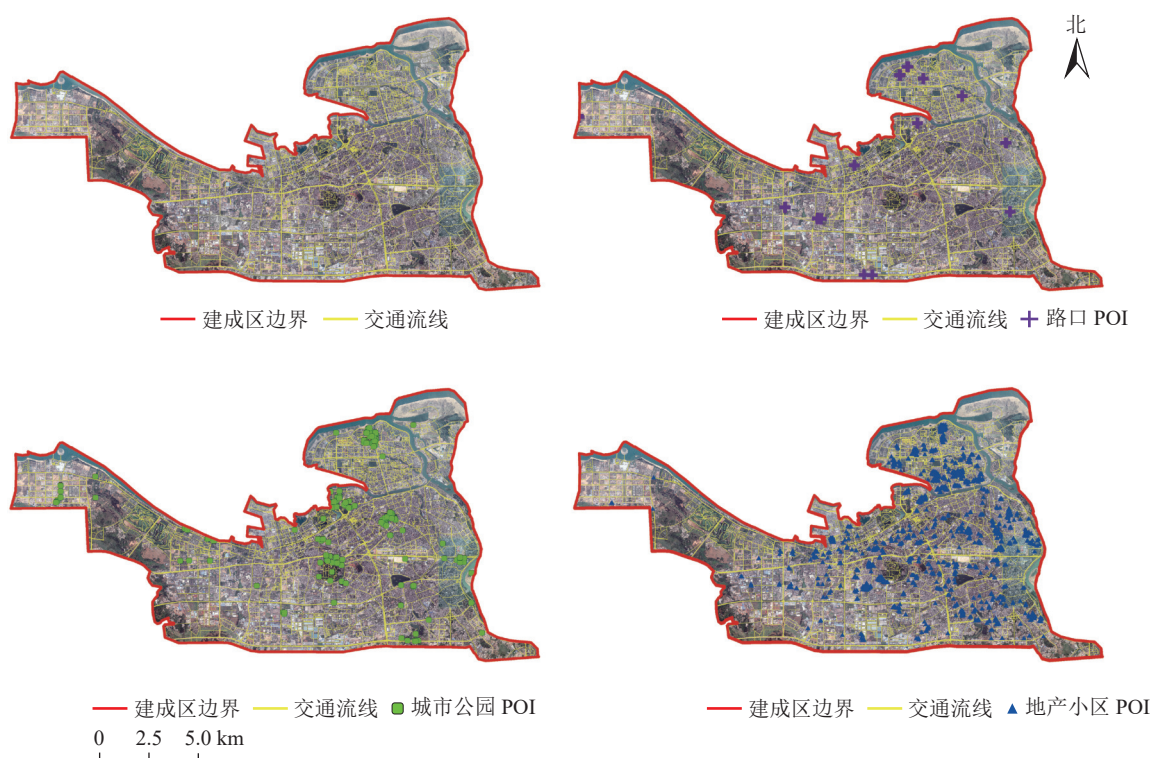 北
建成区边界 交通流线
建成区边界 交通流线 路口 POI
建成区边界 交通流线 城市公园 POI
建成区边界 交通流线 地产小区 POI
0 2.5 5.0 km